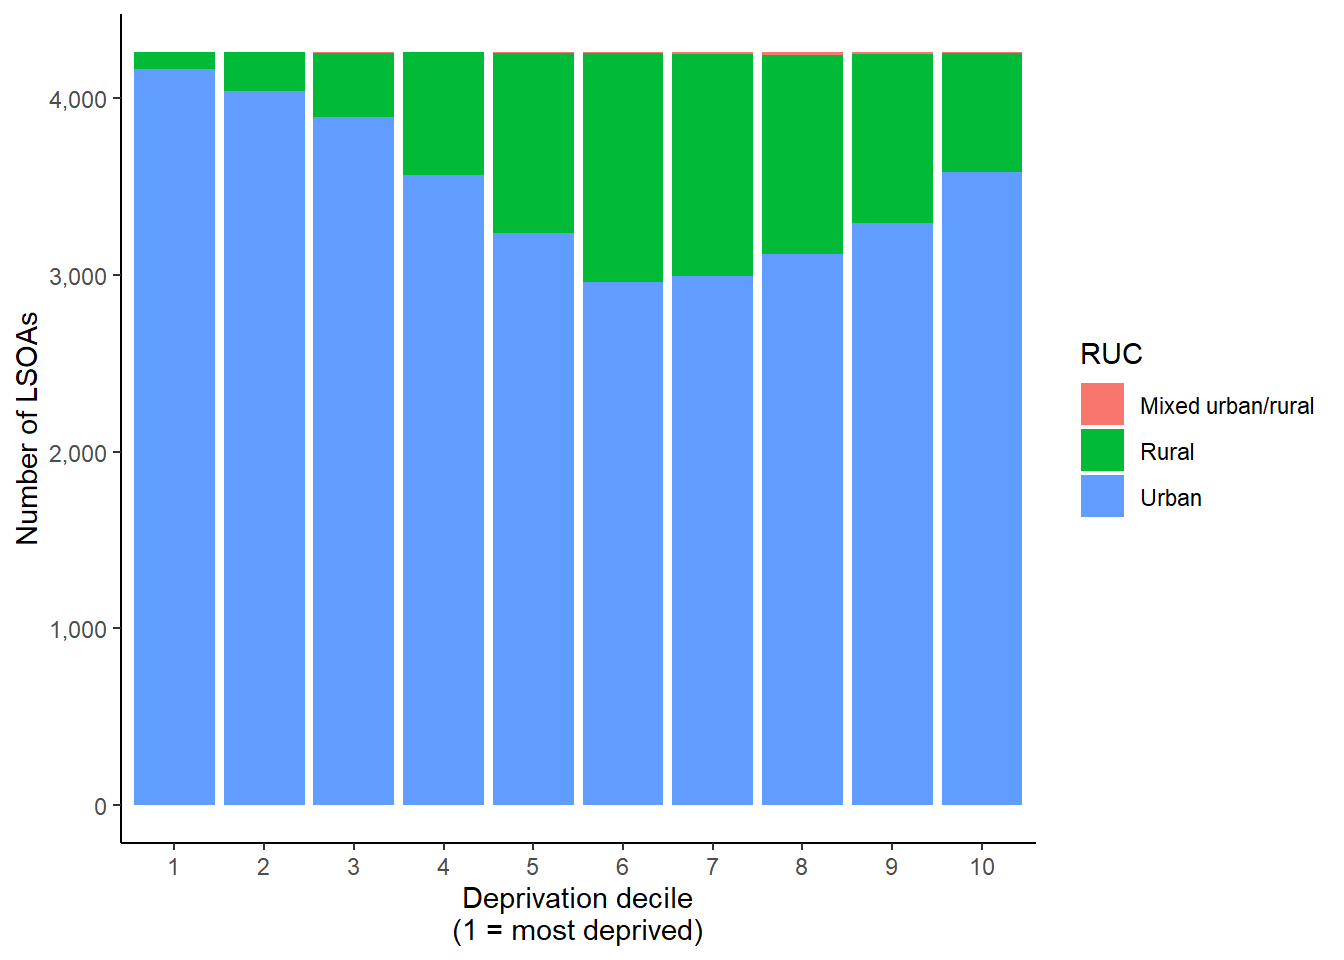 4,000
3,000
2,000
1,000
0
Number of LSOAs
1 2 3 4 5 6 7 8 9 10
Deprivation decile
(1 = most deprived)
RUC
Mixed urban/rural
Rural
Urban